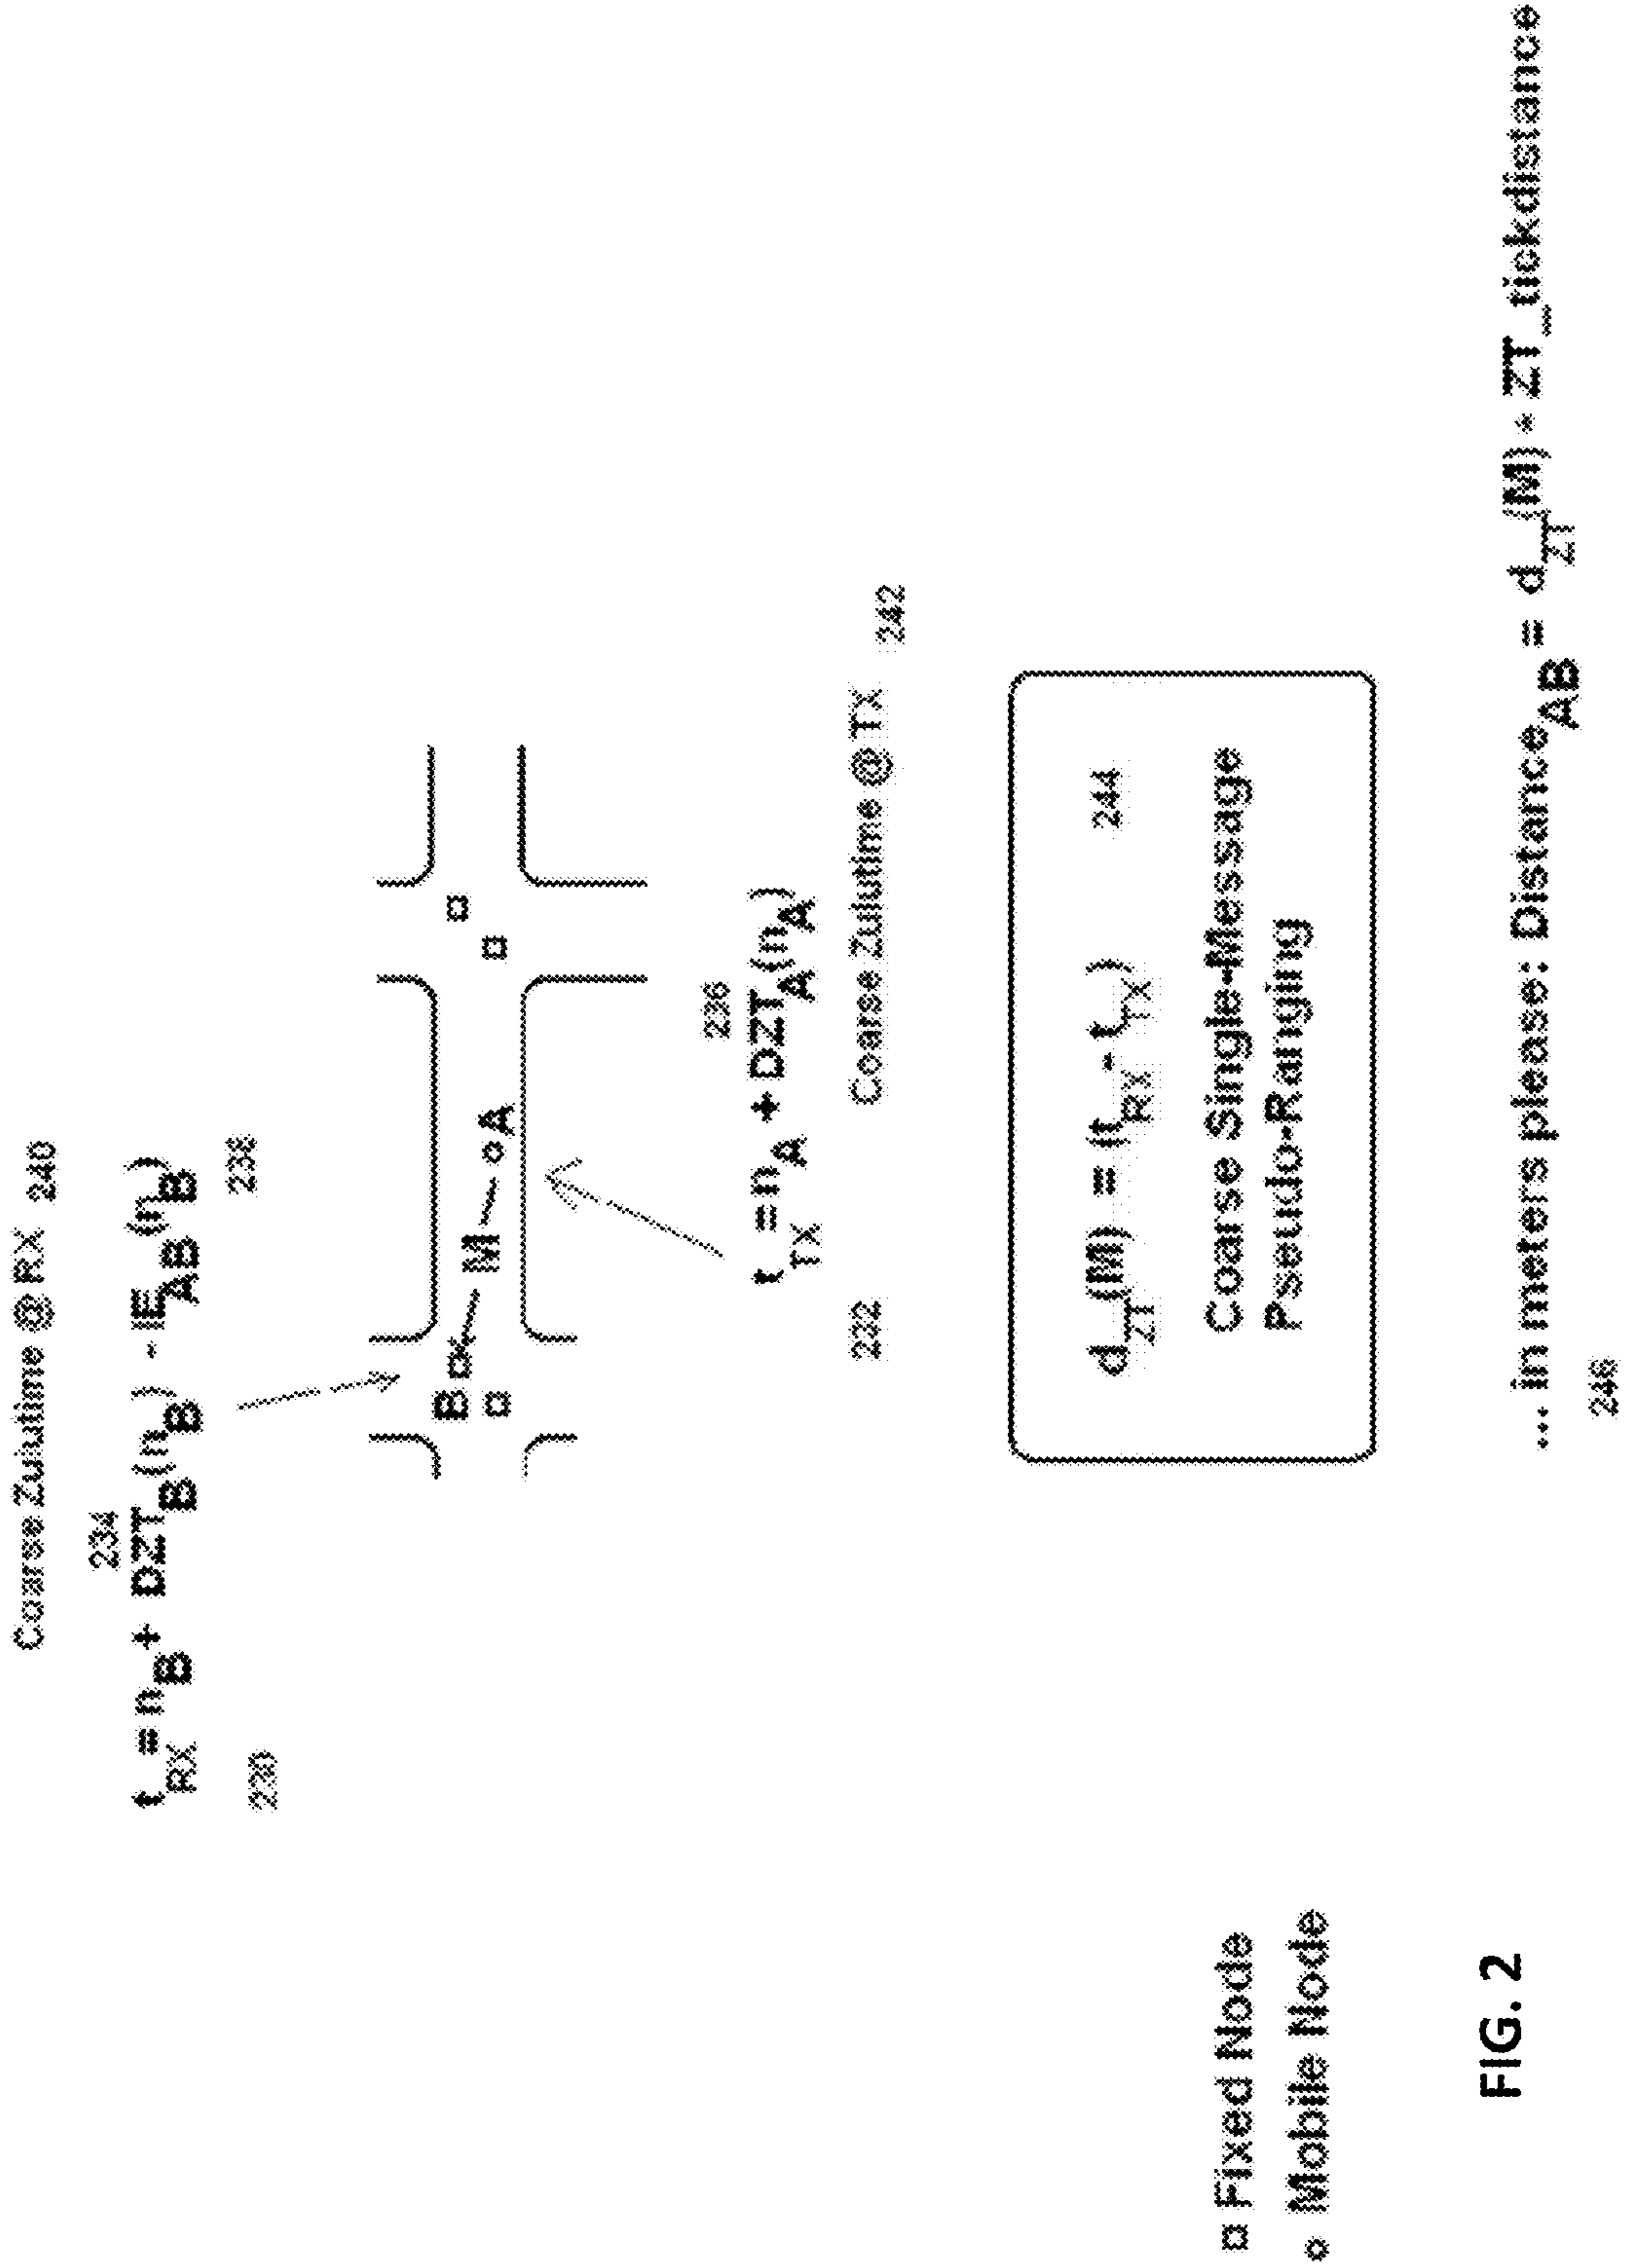 Coarse Zulutime @ RX 240
234
t_RX = n_B + DZT_B(n_B) - IE_AB(n_B)
230 238
B M A
236
t_TX = n_A + DZT_A(n_A)
232 Coarse Zulutime @ TX 242
d_ZT(M) = (t_RX - t_TX) 244
Coarse Single-Message
Pseudo-Ranging
□ Fixed Node
○ Mobile Node
... in meters please: Distance_AB = d_ZT(M) * ZT_tickdistance
246
FIG. 2